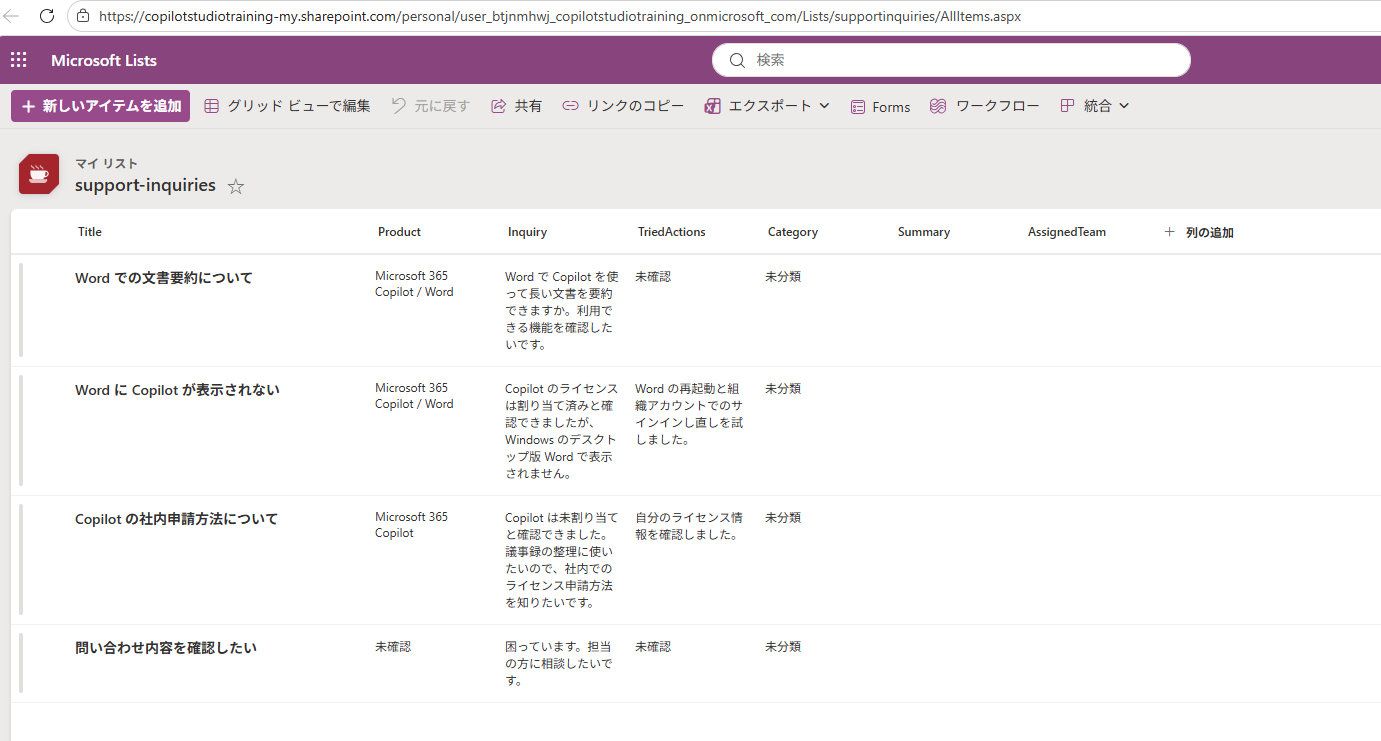 https://copilotstudiotraining-my.sharepoint.com/personal/user_btjnmhwj_copilotstudiotraining_onmicrosoft_com/Lists/supportinquiries/AllItems.aspx
Microsoft Lists
検索
新しいアイテムを追加
グリッド ビューで編集
元に戻す
共有
リンクのコピー
エクスポート
Forms
ワークフロー
統合
マイ リスト
support-inquiries
Title
Product
Inquiry
TriedActions
Category
Summary
AssignedTeam
列の追加
Word での文書要約について
Microsoft 365
Copilot / Word
Word で Copilot を使
って長い文書を要約
できますか。利用で
きる機能を確認した
いです。
未確認
未分類
Word に Copilot が表示されない
Microsoft 365
Copilot / Word
Copilot のライセンス
は割り当て済みと確
認できましたが、
Windows のデスクト
ップ版 Word で表示
されません。
Word の再起動と組
織アカウントでのサ
インインし直しを試
しました。
未分類
Copilot の社内申請方法について
Microsoft 365
Copilot
Copilot は未割り当て
と確認できました。
議事録の整理に使い
たいので、社内での
ライセンス申請方法
を知りたいです。
自分のライセンス情
報を確認しました。
未分類
問い合わせ内容を確認したい
未確認
困っています。担当
の方に相談したいで
す。
未確認
未分類